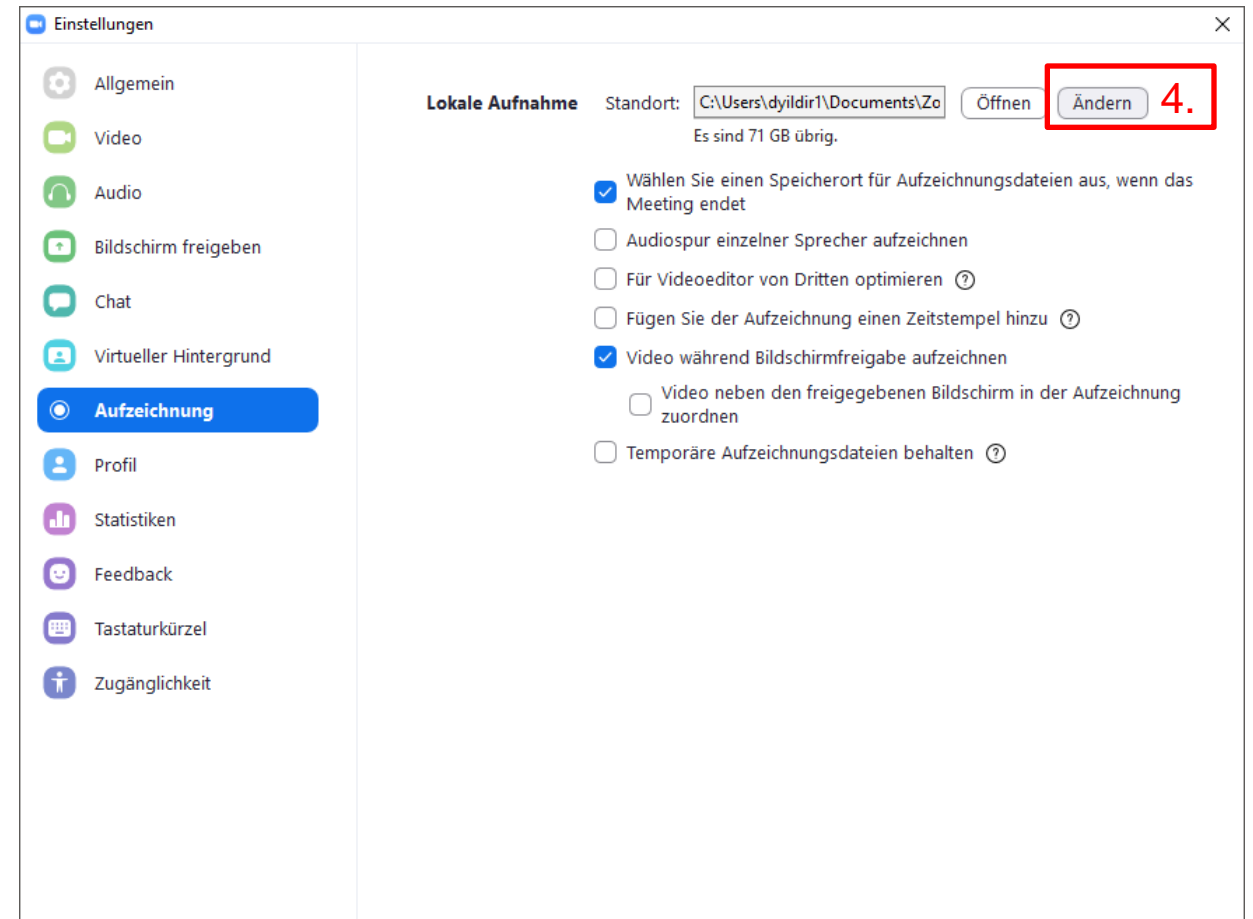 Einstellungen
Allgemein
Video
Audio
Bildschirm freigeben
Chat
Virtueller Hintergrund
Aufzeichnung
Profil
Statistiken
Feedback
Tastaturkürzel
Zugänglichkeit
Lokale Aufnahme Standort: C:\Users\dyildir1\Documents\Zo Öffnen Ändern 4.
Es sind 71 GB übrig.
Wählen Sie einen Speicherort für Aufzeichnungsdateien aus, wenn das
Meeting endet
Audiospur einzelner Sprecher aufzeichnen
Für Videoeditor von Dritten optimieren ?
Fügen Sie der Aufzeichnung einen Zeitstempel hinzu ?
Video während Bildschirmfreigabe aufzeichnen
Video neben den freigegebenen Bildschirm in der Aufzeichnung
zuordnen
Temporäre Aufzeichnungsdateien behalten ?